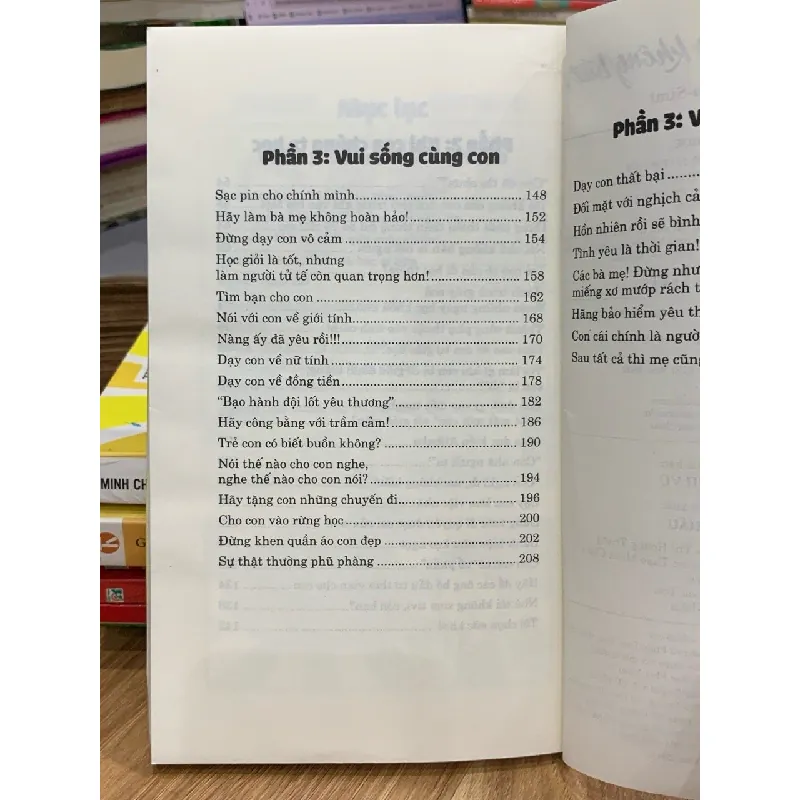 Phần 3: Vui sống cùng con
Sạc pin cho chính mình 148
Hãy làm bà mẹ không hoàn hảo! 152
Đừng dạy con vô cảm 154
Học giỏi là tốt, nhưng
làm người tử tế còn quan trọng hơn! 158
Tìm bạn cho con 162
Nói với con về giới tính 168
Nàng ấy đã yêu rồi!!! 170
Dạy con về nữ tính 174
Dạy con về đồng tiền 178
"Bạo hành đội lốt yêu thương" 182
Hãy công bằng với trầm cảm! 186
Trẻ con có biết buồn không? 190
Nói thế nào cho con nghe,
nghe thế nào cho con nói? 194
Hãy tặng con những chuyến đi 196
Cho con vào rừng học 200
Đừng khen quần áo con đẹp 202
Sự thật thường phũ phàng 208
Phần 3: V
Dạy con thất bại
Đối mặt với nghịch cả
Hồn nhiên rồi sẽ bình
Tình yêu là thời gian!
Các bà mẹ! Đừng như
miếng xơ mướp rách t
Hãng bảo hiểm yêu th
Con cái chính là ngườ
Sau tất cả thì mẹ cũng
MINH CH